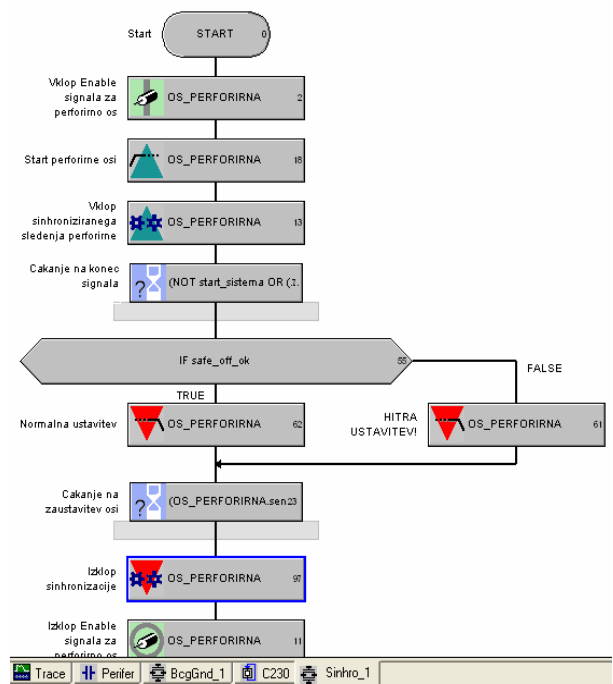 Start
START 0
Vklop Enable
signala za
perforirno os
OS_PERFORIRNA 2
Start perforirne osi
OS_PERFORIRNA 18
Vklop
sinhroniziranega
sledenja perforirne
OS_PERFORIRNA 13
Cakanje na konec
signala
? (NOT start_sistema OR (.I.
IF safe_off_ok 55
TRUE
FALSE
Normalna ustavitev
OS_PERFORIRNA 62
HITRA
USTAVITEV!
OS_PERFORIRNA 61
Cakanje na
zaustavitev osi
? (OS_PERFORIRNA.sen23
Izklop
sinhronizacije
OS_PERFORIRNA 97
Izklop Enable
signala za
perforirno os
OS_PERFORIRNA 11
Trace
Perifer
BcgGnd_1
C230
Sinhro_1